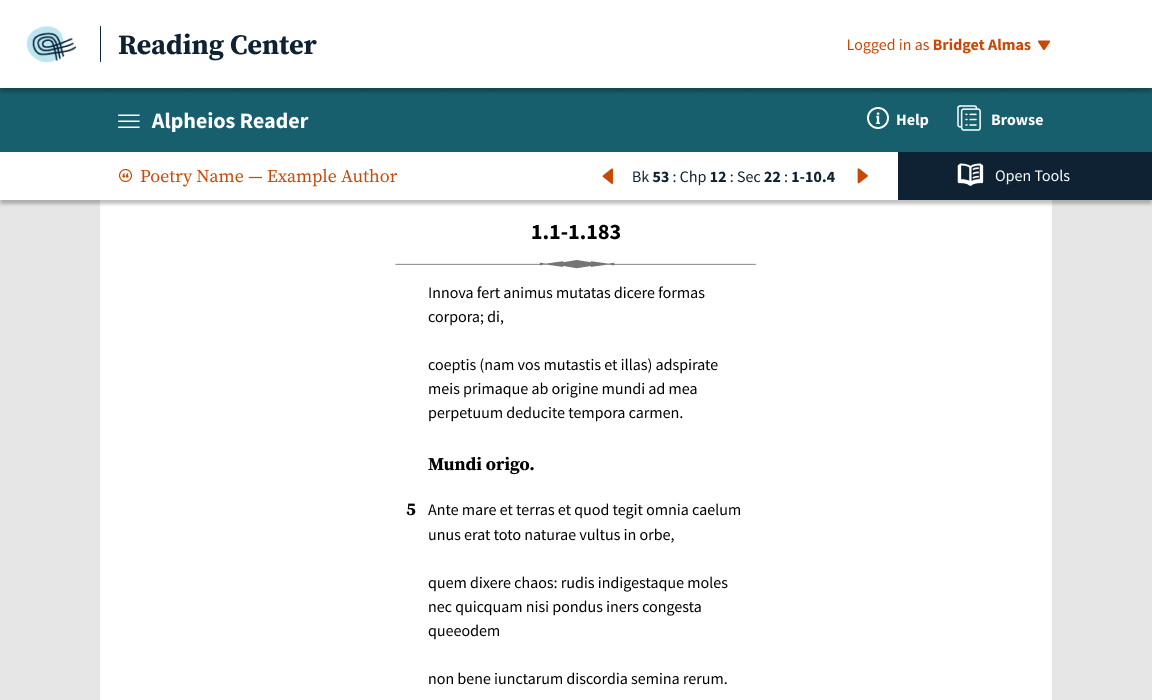 Reading Center
Logged in as Bridget Almas
Alpheios Reader
Help
Browse
Poetry Name — Example Author
Bk 53 : Chp 12 : Sec 22 : 1-10.4
Open Tools
1.1-1.183
Innova fert animus mutatas dicere formas
corpora; di,
coeptis (nam vos mutastis et illas) adspirate
meis primaque ab origine mundi ad mea
perpetuum deducite tempora carmen.
Mundi origo.
5 Ante mare et terras et quod tegit omnia caelum
unus erat toto naturae vultus in orbe,
quem dixere chaos: rudis indigestaque moles
nec quicquam nisi pondus iners congesta
queeodem
non bene iunctarum discordia semina rerum.